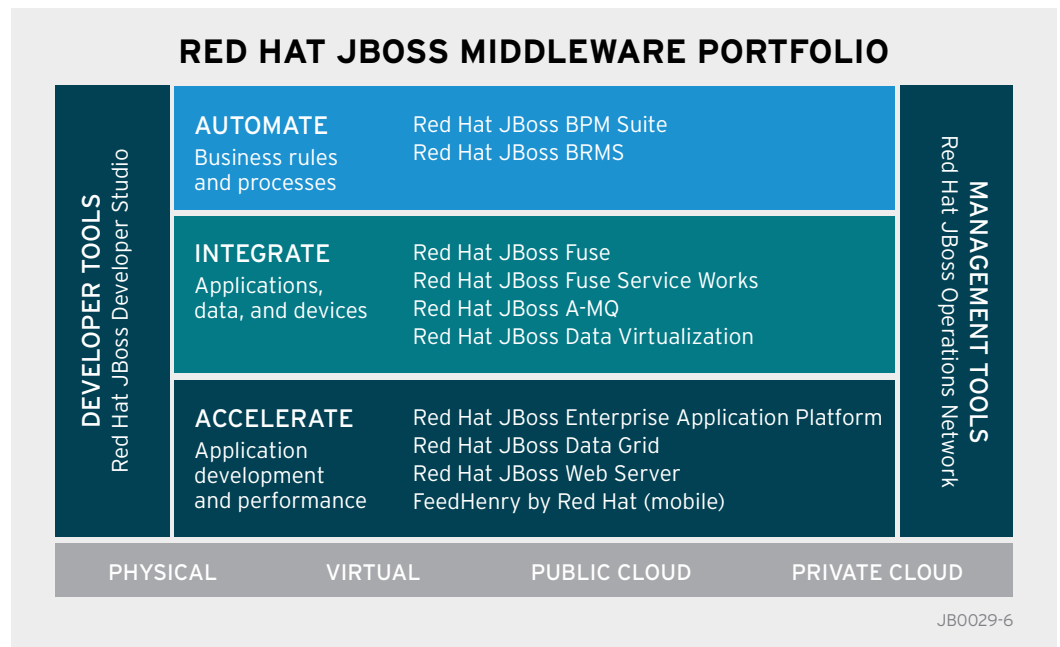 RED HAT JBOSS MIDDLEWARE PORTFOLIO
DEVELOPER TOOLS
Red Hat JBoss Developer Studio
AUTOMATE
Business rules
and processes
Red Hat JBoss BPM Suite
Red Hat JBoss BRMS
INTEGRATE
Applications,
data, and devices
Red Hat JBoss Fuse
Red Hat JBoss Fuse Service Works
Red Hat JBoss A-MQ
Red Hat JBoss Data Virtualization
ACCELERATE
Application
development
and performance
Red Hat JBoss Enterprise Application Platform
Red Hat JBoss Data Grid
Red Hat JBoss Web Server
FeedHenry by Red Hat (mobile)
MANAGEMENT TOOLS
Red Hat JBoss Operations Network
PHYSICAL VIRTUAL PUBLIC CLOUD PRIVATE CLOUD
JB0029-6